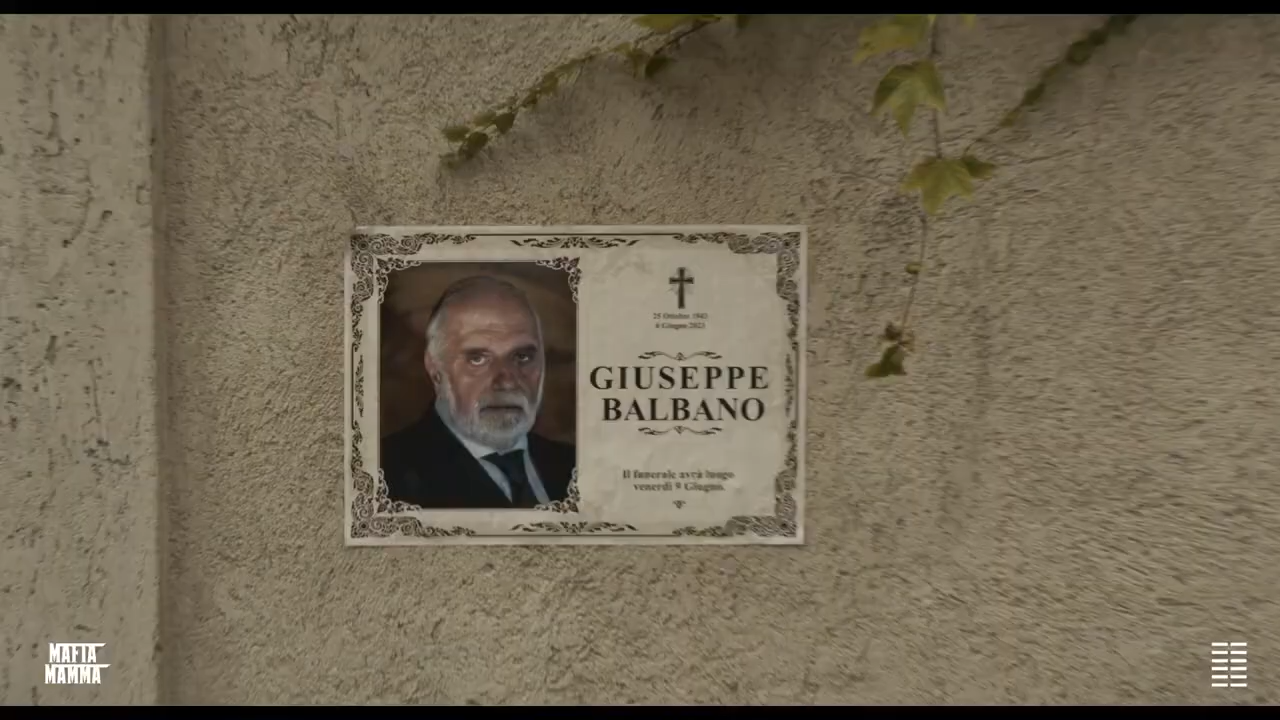 25 Ottobre 1943
6 Giugno 2023
GIUSEPPE
BALBANO
Il funerale avrà luogo
venerdì 9 Giugno.
MAFIA
MAMMA